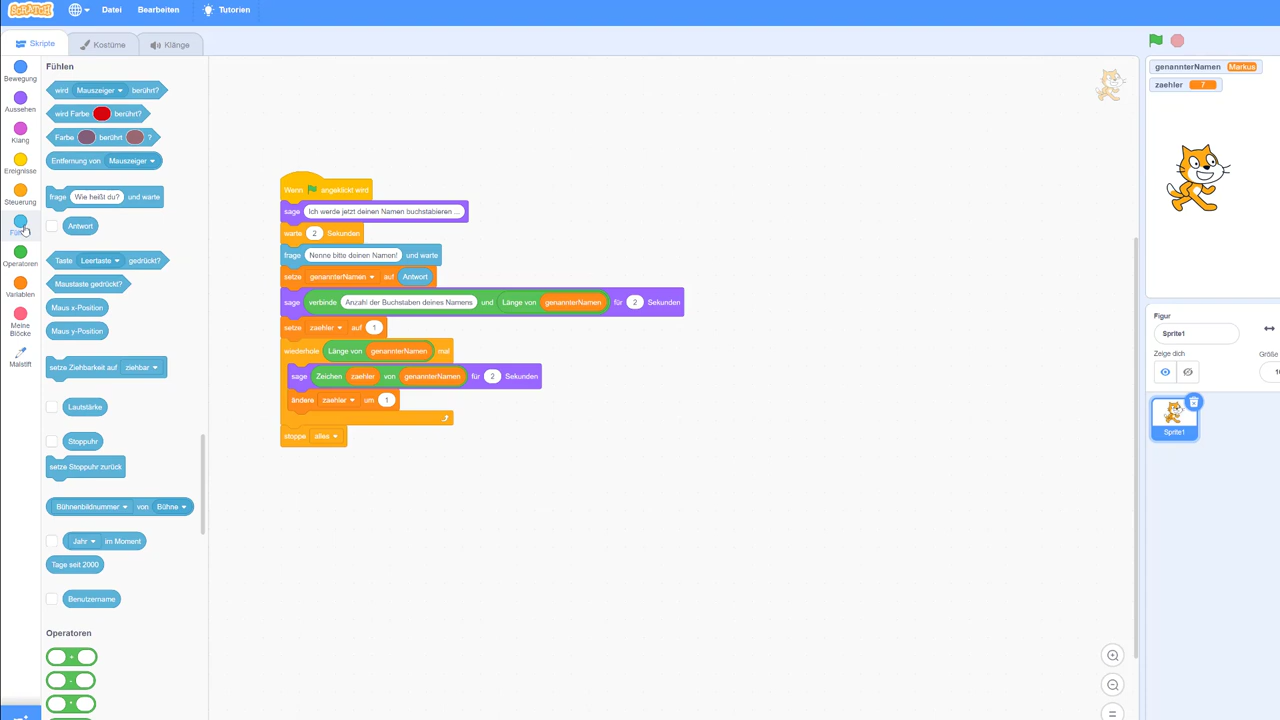 SCRATCH Datei Bearbeiten Tutorien
Skripte Kostüme Klänge
Bewegung
Aussehen
Klang
Ereignisse
Steuerung
Operatoren
Variablen
Meine
Blöcke
Malstift
Fühlen
wird Mauszeiger berührt?
wird Farbe berührt?
Farbe berührt ?
Entfernung von Mauszeiger
frage Wie heißt du? und warte
Antwort
Taste Leertaste gedrückt?
Maustaste gedrückt?
Maus x-Position
Maus y-Position
setze Ziehbarkeit auf ziehbar
Lautstärke
Stoppuhr
setze Stoppuhr zurück
Bühnenbildnummer von Bühne
Jahr im Moment
Tage seit 2000
Benutzername
Operatoren
+
-
*
Wenn angeklickt wird
sage Ich werde jetzt deinen Namen buchstabieren ...
warte 2 Sekunden
frage Nenne bitte deinen Namen! und warte
setze genannterNamen auf Antwort
sage verbinde Anzahl der Buchstaben deines Namens und Länge von genannterNamen für 2 Sekunden
setze zaehler auf 1
wiederhole Länge von genannterNamen mal
sage Zeichen zaehler von genannterNamen für 2 Sekunden
ändere zaehler um 1
stoppe alles
genannterNamen Markus
zaehler 7
Figur
Sprite1
Zeige dich Größe
Sprite1